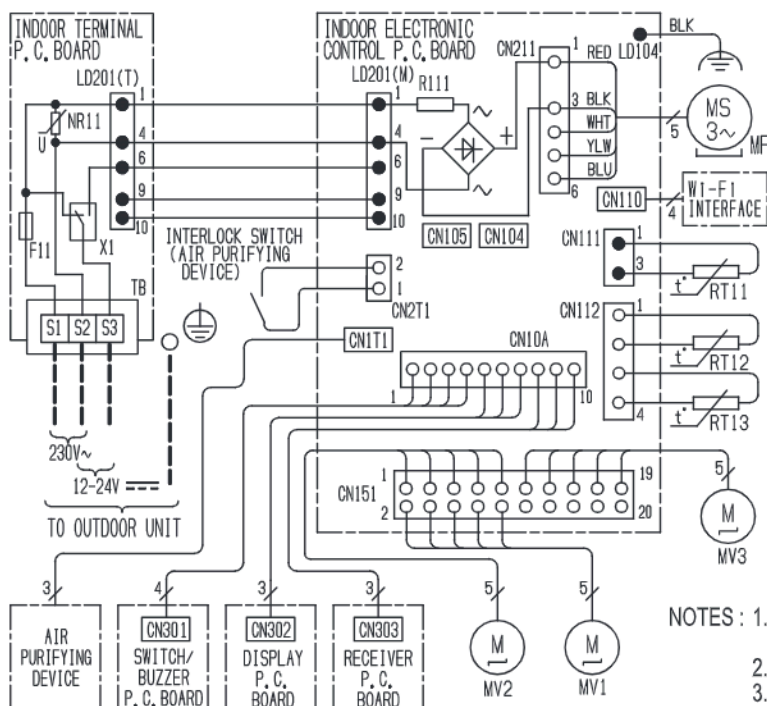 INDOOR TERMINAL
P.C.BOARD
LD201(T)
1
NR11
U
4
6
9
10
F11
X1
TB
S1 S2 S3
230V~
12-24V
TO OUTDOOR UNIT
INDOOR ELECTRONIC
CONTROL P.C.BOARD
LD201(M)
1
4
6
9
10
R111
~
−
+
~
CN211
1
3
6
RED
BLK
WHT
YLW
BLU
LD104
BLK
MS
3~
5
MF
CN110
4
WI-FI
INTERFACE
CN105
CN104
CN111
1
3
t°
RT11
INTERLOCK SWITCH
(AIR PURIFYING
DEVICE)
2
1
CN2T1
CN1T1
CN10A
1
10
CN112
1
4
t°
RT12
t°
RT13
CN151
1
2
19
20
5
M
MV3
3
AIR
PURIFYING
DEVICE
4
CN301
SWITCH/
BUZZER
P.C.BOARD
3
CN302
DISPLAY
P.C.
BOARD
3
CN303
RECEIVER
P.C.
BOARD
5
M
MV2
5
M
MV1
NOTES : 1.
2.
3.